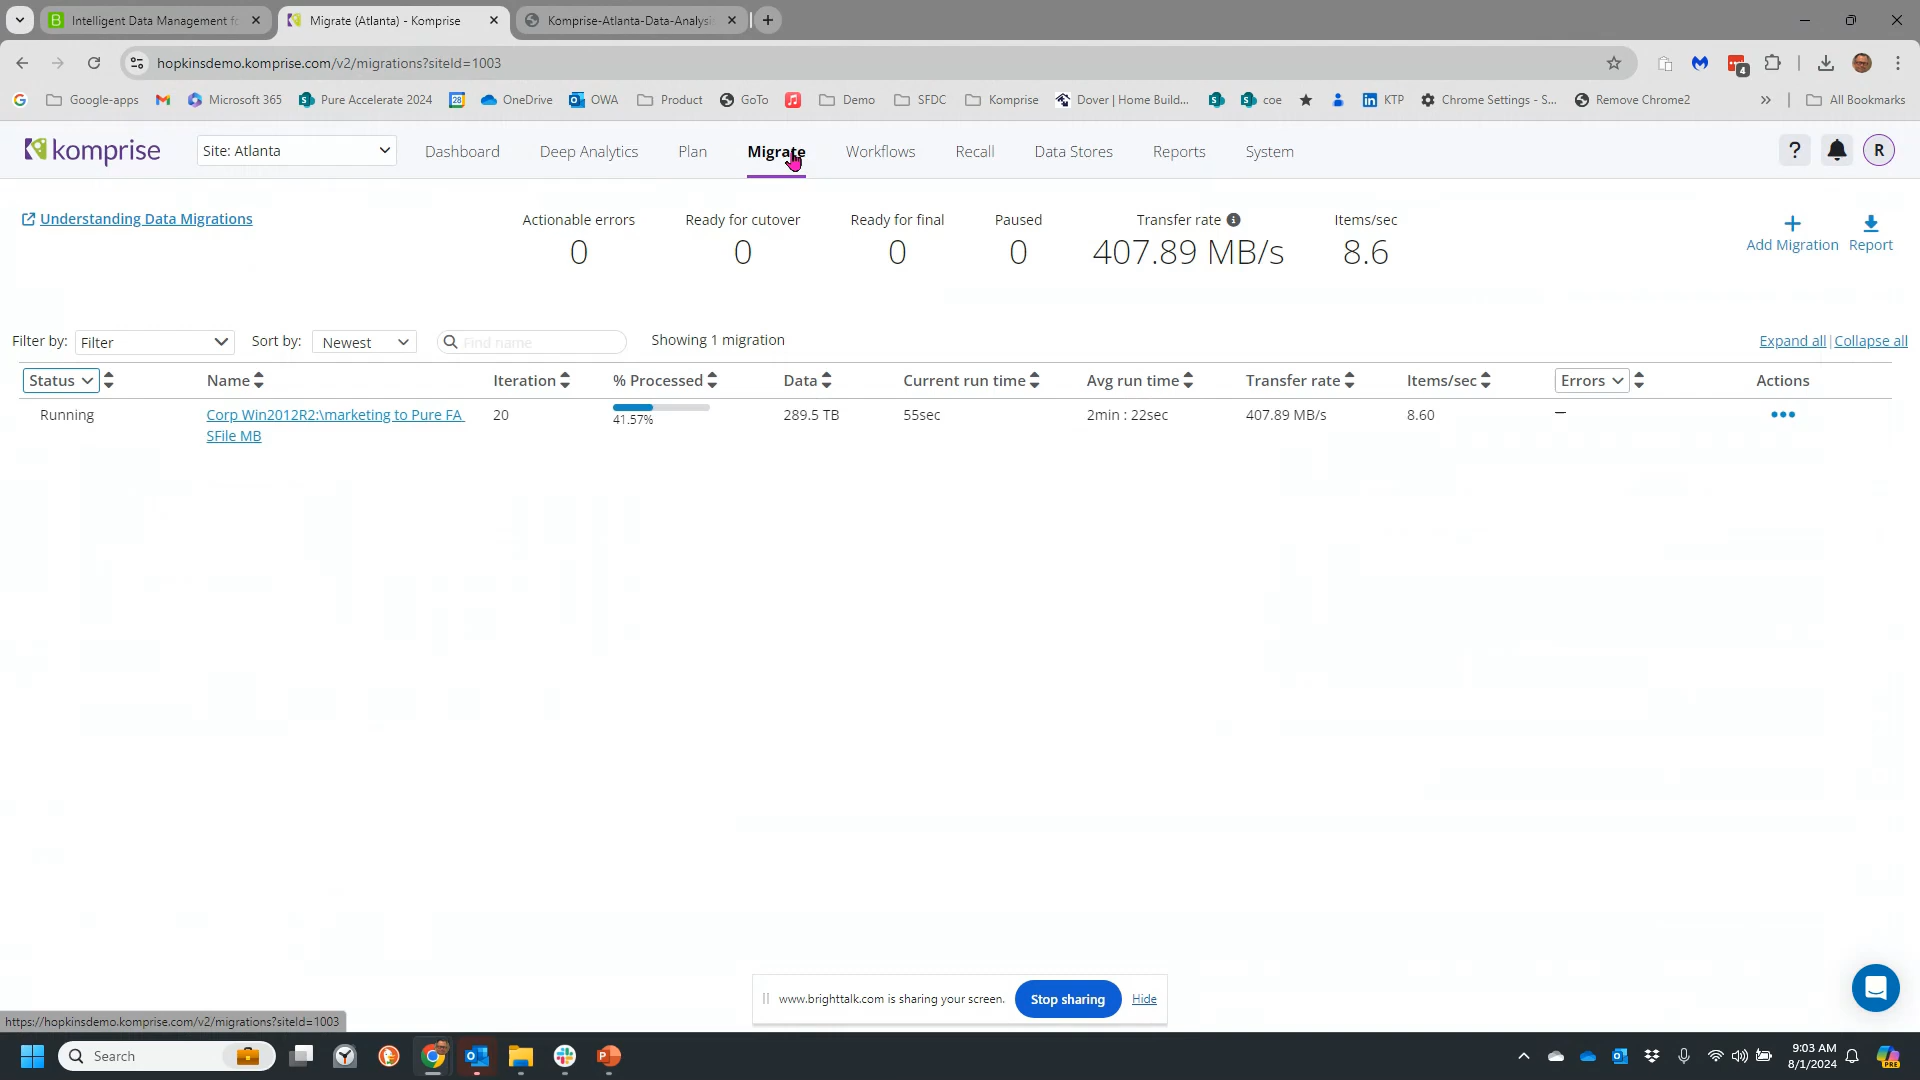 Intelligent Data Management fo
Migrate (Atlanta) - Komprise
Komprise-Atlanta-Data-Analysi
hopkinsdemo.komprise.com/v2/migrations?siteId=1003
4
Google-apps
Microsoft 365
Pure Accelerate 2024
28
OneDrive
OWA
Product
GoTo
Demo
SFDC
Komprise
Dover | Home Build...
coe
KTP
Chrome Settings - S...
Remove Chrome2
»
All Bookmarks
komprise
Site: Atlanta
Dashboard
Deep Analytics
Plan
Migrate
Workflows
Recall
Data Stores
Reports
System
?
R
Understanding Data Migrations
Actionable errors
0
Ready for cutover
0
Ready for final
0
Paused
0
Transfer rate
407.89 MB/s
Items/sec
8.6
Add Migration
Report
Filter by:
Filter
Sort by:
Newest
Find name
Showing 1 migration
Expand all | Collapse all
Status Name Iteration % Processed Data Current run time Avg run time Transfer rate Items/sec Errors Actions
Running Corp Win2012R2:\marketing to Pure FA 20 41.57% 289.5 TB 55sec 2min : 22sec 407.89 MB/s 8.60 — •••
SFile MB
www.brighttalk.com is sharing your screen.
Stop sharing
Hide
https://hopkinsdemo.komprise.com/v2/migrations?siteId=1003
Search
9:03 AM
8/1/2024
PRE